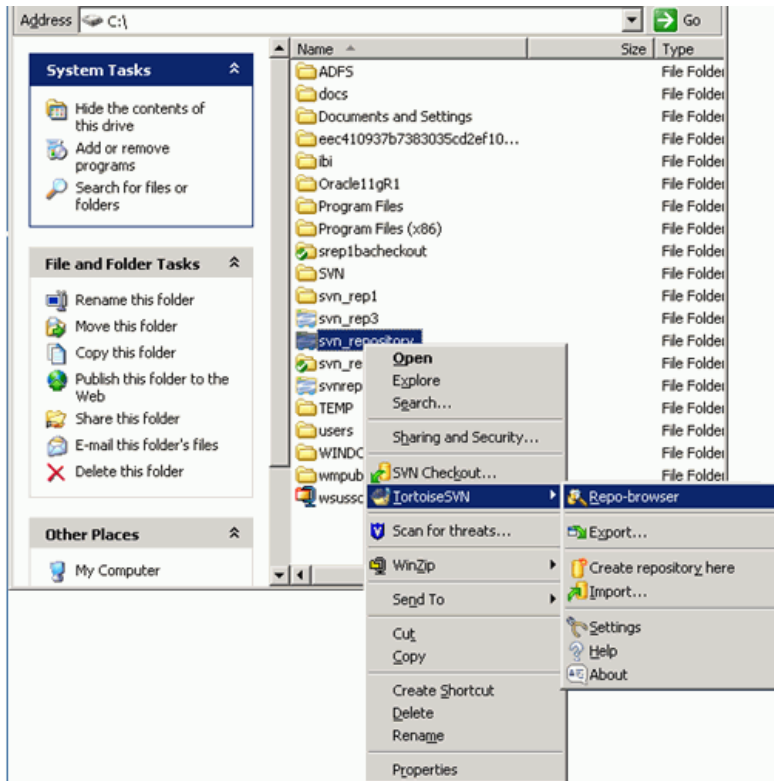 Address C:\ Go
System Tasks
Hide the contents of
this drive
Add or remove
programs
Search for files or
folders
File and Folder Tasks
Rename this folder
Move this folder
Copy this folder
Publish this folder to the
Web
Share this folder
E-mail this folder's files
Delete this folder
Other Places
My Computer
Name Size Type
ADFS File Folder
docs File Folder
Documents and Settings File Folder
eec410937b7383035cd2ef10... File Folder
ibi File Folder
Oracle11gR1 File Folder
Program Files File Folder
Program Files (x86) File Folder
srep1bacheckout File Folder
SVN File Folder
svn_rep1 File Folder
svn_rep3 File Folder
svn_repository File Folder
svn_re File Folder
svnrep File Folder
TEMP File Folder
users File Folder
WINDO File Folder
wmpub File Folder
wsussc
Open
Explore
Search...
Sharing and Security...
SVN Checkout...
TortoiseSVN
Scan for threats...
WinZip
Send To
Cut
Copy
Create Shortcut
Delete
Rename
Properties
Repo-browser
Export...
Create repository here
Import...
Settings
Help
About